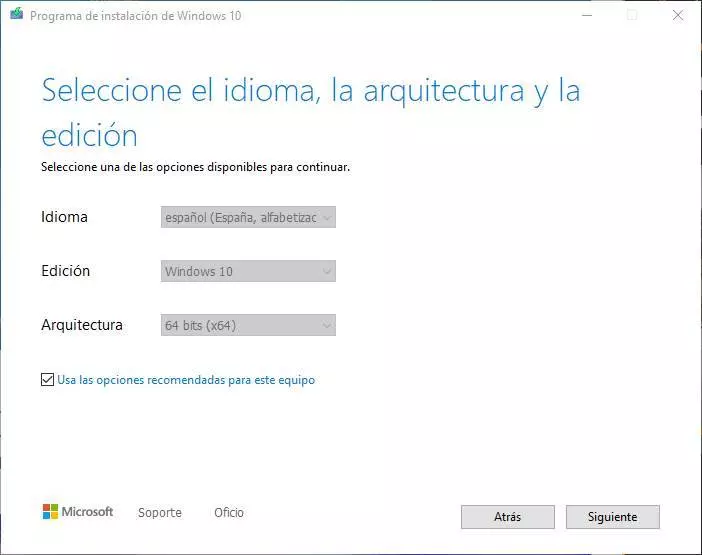 Programa de instalación de Windows 10
Seleccione el idioma, la arquitectura y la
edición
Seleccione una de las opciones disponibles para continuar.
Idioma
español (España, alfabetizac
Edición
Windows 10
Arquitectura
64 bits (x64)
Usa las opciones recomendadas para este equipo
Microsoft
Soporte
Oficio
Atrás
Siguiente